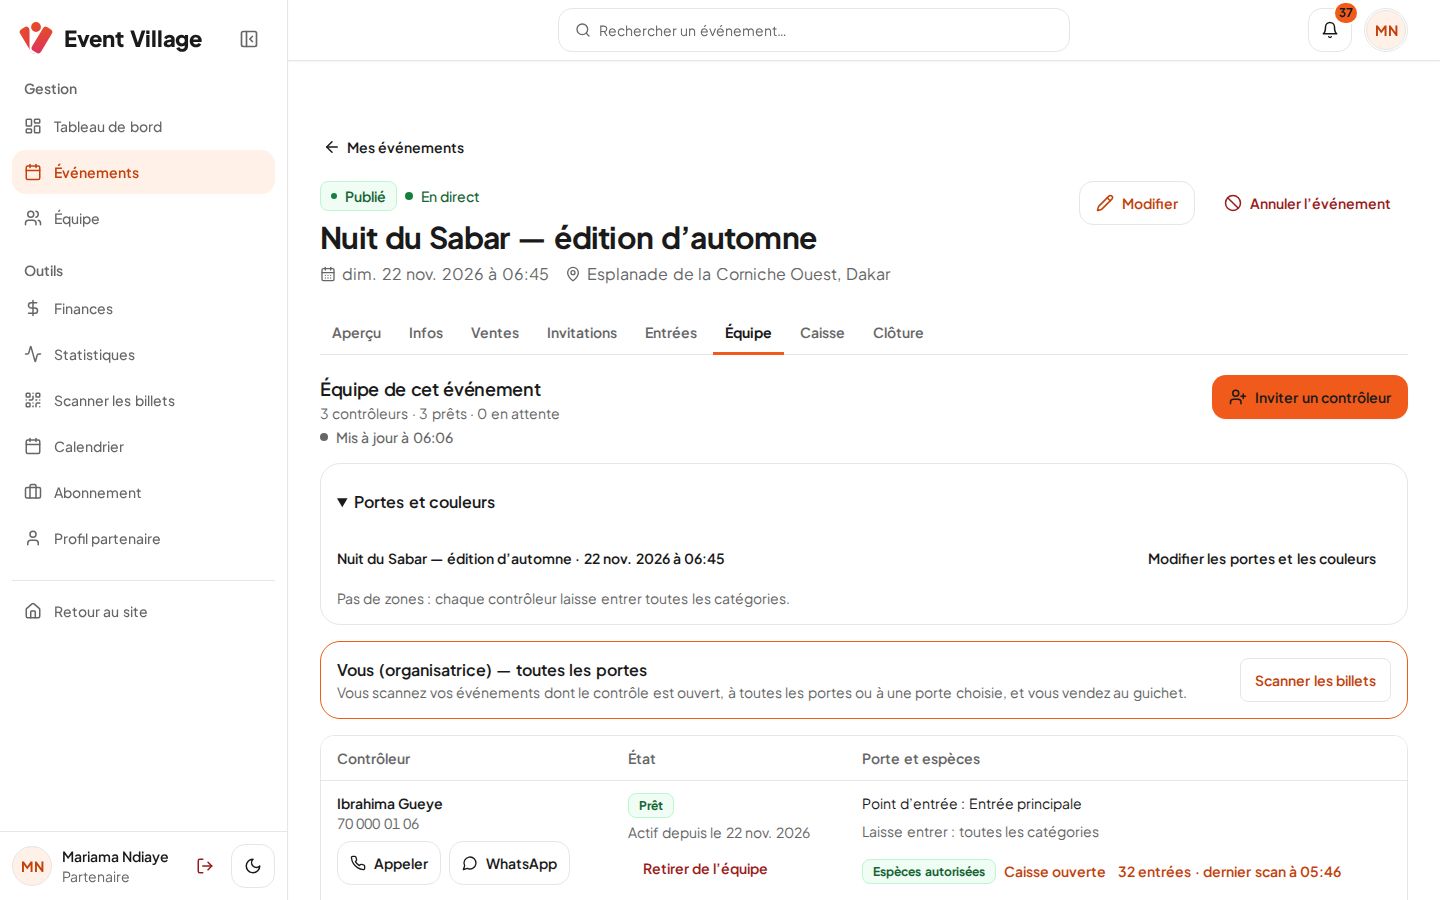 Event Village
Rechercher un événement...
37
MN
Gestion
Tableau de bord
Événements
Équipe
Outils
Finances
Statistiques
Scanner les billets
Calendrier
Abonnement
Profil partenaire
Retour au site
MN
Mariama Ndiaye
Partenaire
Mes événements
Publié
En direct
Modifier
Annuler l’événement
Nuit du Sabar — édition d’automne
dim. 22 nov. 2026 à 06:45
Esplanade de la Corniche Ouest, Dakar
Aperçu
Infos
Ventes
Invitations
Entrées
Équipe
Caisse
Clôture
Équipe de cet événement
3 contrôleurs · 3 prêts · 0 en attente
Mis à jour à 06:06
Inviter un contrôleur
Portes et couleurs
Nuit du Sabar — édition d’automne · 22 nov. 2026 à 06:45
Modifier les portes et les couleurs
Pas de zones : chaque contrôleur laisse entrer toutes les catégories.
Vous (organisatrice) — toutes les portes
Vous scannez vos événements dont le contrôle est ouvert, à toutes les portes ou à une porte choisie, et vous vendez au guichet.
Scanner les billets
Contrôleur
État
Porte et espèces
Ibrahima Gueye
70 000 01 06
Appeler
WhatsApp
Prêt
Actif depuis le 22 nov. 2026
Retirer de l’équipe
Point d’entrée : Entrée principale
Laisse entrer : toutes les catégories
Espèces autorisées
Caisse ouverte
32 entrées · dernier scan à 05:46